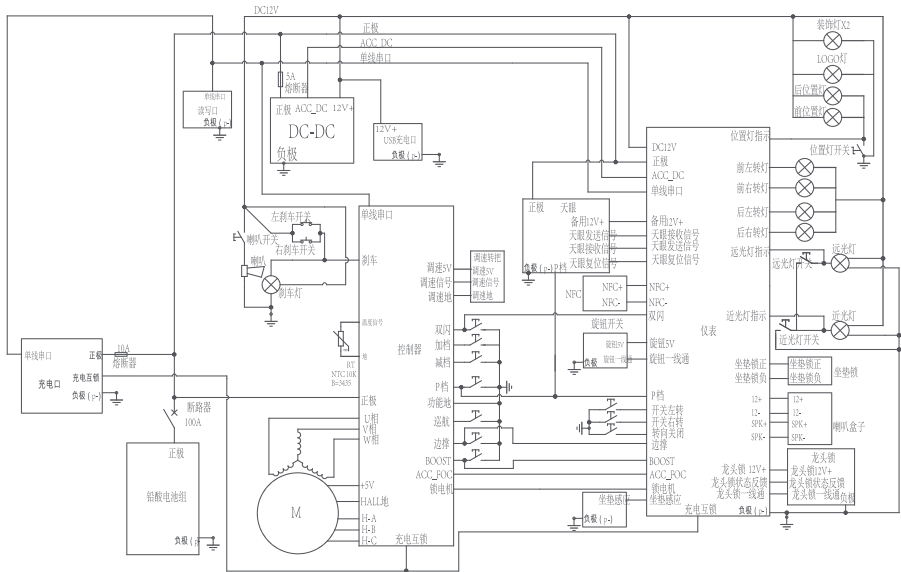 DC12V
正极
ACC_DC
单线串口
装饰灯X2
LOGO灯
后位置灯
前位置灯
位置灯指示
位置灯开关
单线串口
读写口
负极(p-)
5A
熔断器
正极 ACC_DC 12V+
DC-DC
负极
12V+
USB充电口
负极(p-)
DC12V
正极
ACC_DC
单线串口
前左转灯
前右转灯
后左转灯
后右转灯
远光灯指示
远光灯
远光灯开关
正极 天眼
备用12V+
天眼发送信号
天眼接收信号
天眼复位信号
负极(p-)
P档
备用12V+
天眼接收信号
天眼发送信号
天眼复位信号
NFC
NFC+
NFC-
NFC+
NFC-
双闪
仪表
近光灯指示
近光灯
近光灯开关
旋钮开关
旋钮5V
旋钮一线通
负极
旋钮5V
旋钮一线通
坐垫锁正
坐垫锁负
坐垫锁正
坐垫锁负
坐垫锁
P档
开关左转
开关右转
转向关闭
边撑
BOOST
ACC_FOC
锁电机
坐垫感应
坐垫感应
负极(p-)
充电互锁
负极(p-)
12+
12-
SPK+
SPK-
12+
12-
SPK+
SPK-
喇叭盒子
龙头锁
龙头锁 12V+
龙头锁状态反馈
龙头锁一线通
龙头锁12V+
龙头锁状态反馈
龙头锁一线通
负极
左刹车开关
右刹车开关
喇叭开关
喇叭
刹车灯
单线串口
刹车
调速5V
调速信号
调速地
调速转把
调速5V
调速信号
调速地
温度信号
地
RT
NTC 10K
B=3435
控制器
双闪
加档
减档
P档
功能地
巡航
边撑
BOOST
ACC_FOC
锁电机
正极
U相
V相
W相
+5V
HALL地
H-A
H-B
H-C
充电互锁
M
单线串口
正极
充电口
充电互锁
负极(p-)
10A
熔断器
断路器
100A
正极
铅酸电池组
负极(p-)